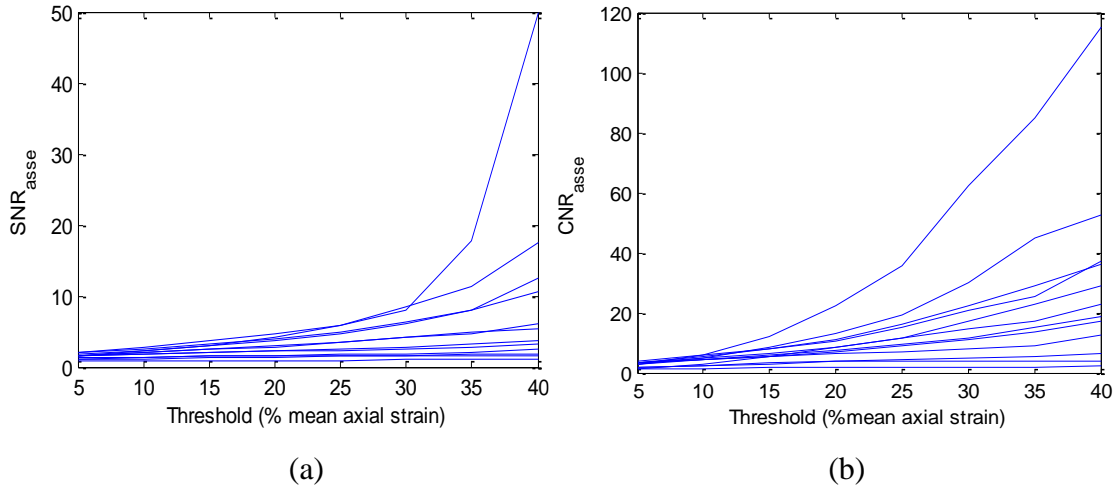 50
40
30
20
10
0
5 10 15 20 25 30 35 40
SNR_asse
Threshold (% mean axial strain)
(a)
120
100
80
60
40
20
0
5 10 15 20 25 30 35 40
CNR_asse
Threshold (%mean axial strain)
(b)